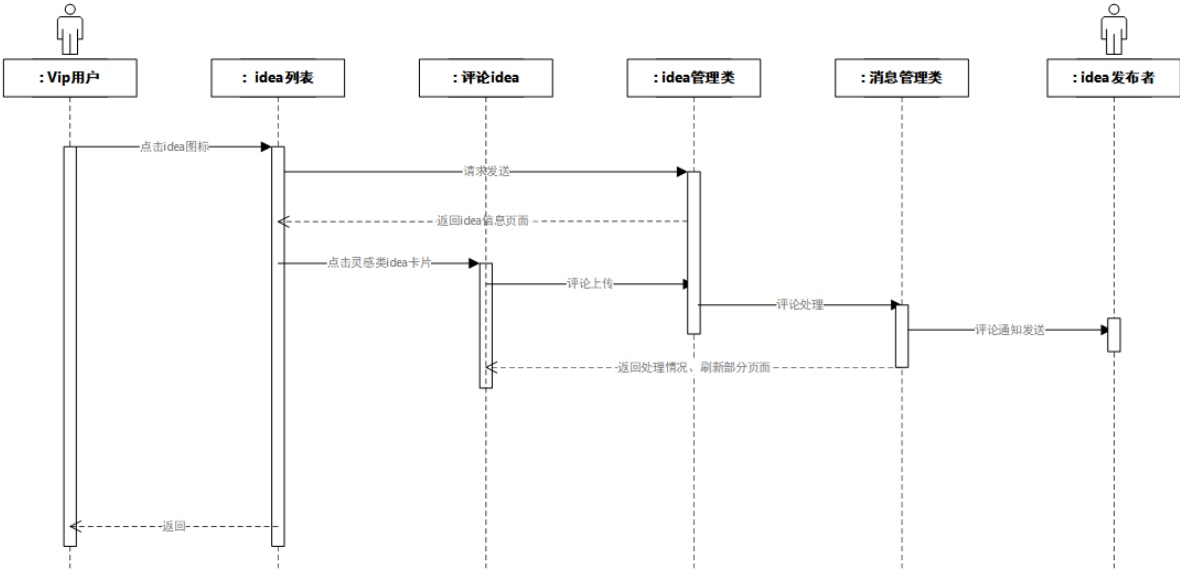 : Vip用户
: idea列表
: 评论idea
: idea管理类
: 消息管理类
: idea发布者
点击idea图标
请求发送
返回idea信息页面
点击灵感类idea卡片
评论上传
评论处理
评论通知发送
返回处理情况、刷新部分页面
返回